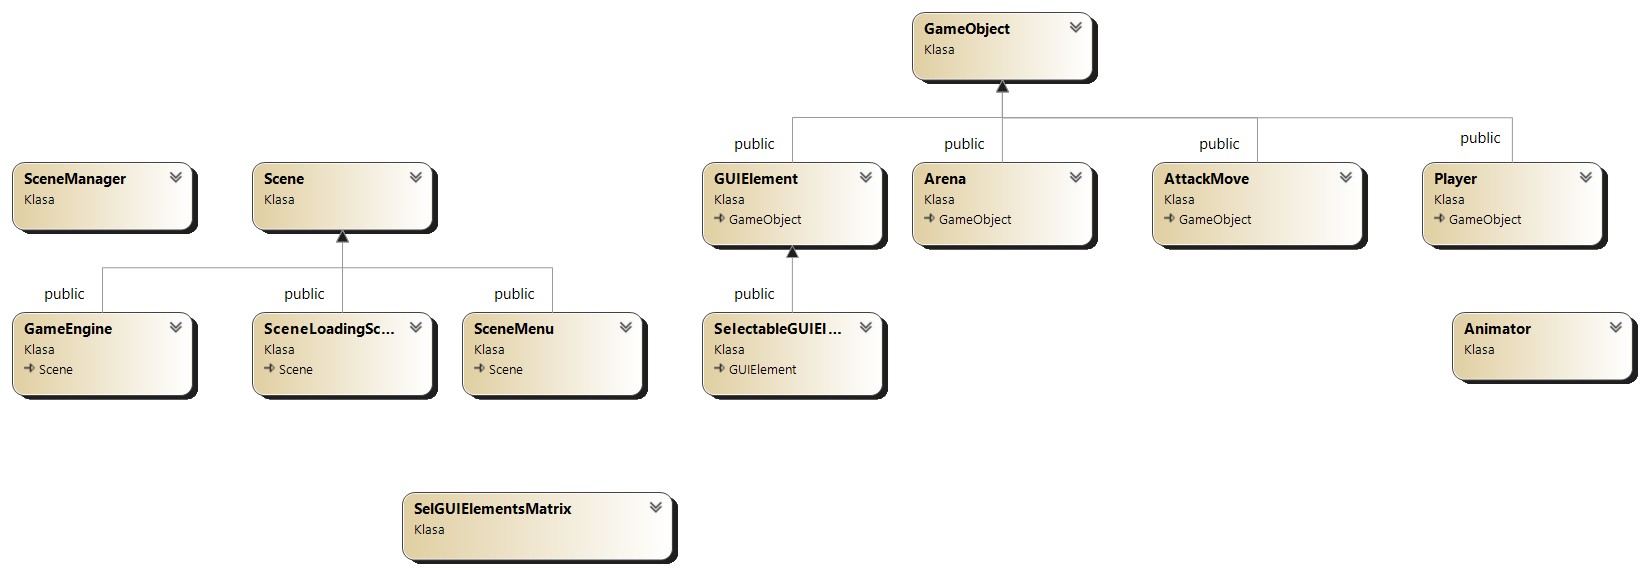 GameObject
Klasa
public
public
public
public
SceneManager
Klasa
Scene
Klasa
GUIElement
Klasa
GameObject
Arena
Klasa
GameObject
AttackMove
Klasa
GameObject
Player
Klasa
GameObject
public
public
public
public
GameEngine
Klasa
Scene
SceneLoadingSc...
Klasa
Scene
SceneMenu
Klasa
Scene
SelectableGUIEl...
Klasa
GUIElement
Animator
Klasa
SelGUIElementsMatrix
Klasa